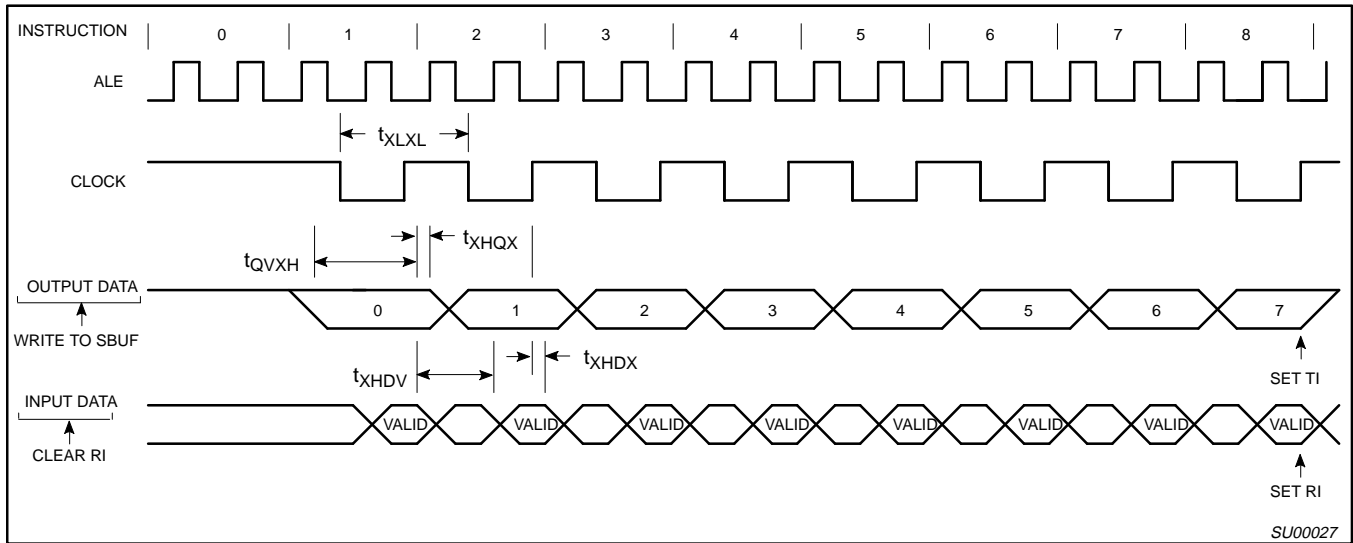 INSTRUCTION 0 1 2 3 4 5 6 7 8
ALE
tXLXL
CLOCK
tXHQX
tQVXH
OUTPUT DATA
0 1 2 3 4 5 6 7
WRITE TO SBUF
tXHDX
tXHDV
SET TI
INPUT DATA
VALID VALID VALID VALID VALID VALID VALID VALID
CLEAR RI
SET RI
SU00027